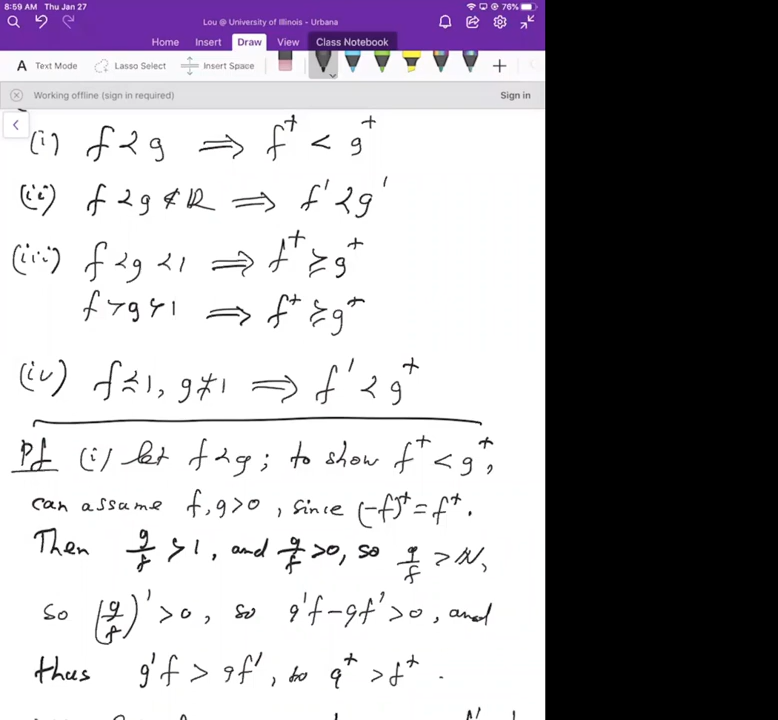 8:59 AM Thu Jan 27
76%
Lou @ University of Illinois - Urbana
Home Insert Draw View Class Notebook
A Text Mode Lasso Select Insert Space
Working offline (sign in required) Sign in
(i) f ≺ g ⟹ f† < g†
(ii) f ≺ g ≭ 1 ⟹ f' ≺ g'
(iii) f ≺ g ≺ 1 ⟹ f† ≽ g†
f ≻ g ≻ 1 ⟹ f† ≽ g†
(iv) f ≼ 1, g ≭ 1 ⟹ f' ≺ g†
Pf (i) let f ≺ g; to show f† < g†,
can assume f, g > 0, since (-f)† = f†.
Then g/f ≻ 1, and g/f > 0, so g/f > ℕ,
so (g/f)' > 0, so g'f - gf' > 0, and
thus g'f > gf', so g† > f†.